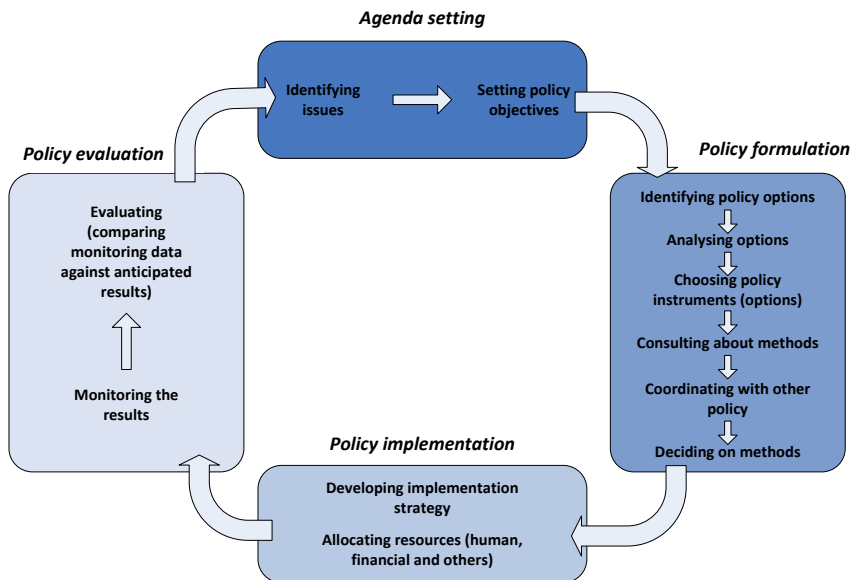 Agenda setting
Identifying
issues
Setting policy
objectives
Policy formulation
Identifying policy options
Analysing options
Choosing policy
instruments (options)
Consulting about methods
Coordinating with other
policy
Deciding on methods
Policy implementation
Developing implementation
strategy
Allocating resources (human,
financial and others)
Policy evaluation
Evaluating
(comparing
monitoring data
against anticipated
results)
Monitoring the
results